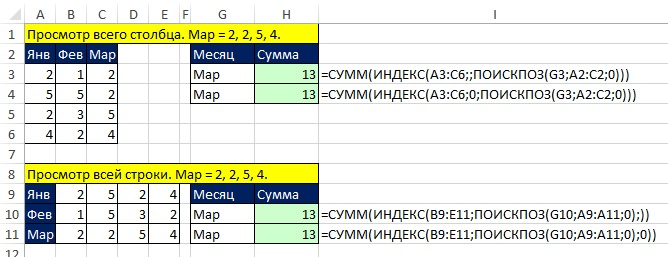 A B C D E F G H I
1 Просмотр всего столбца. Мар = 2, 2, 5, 4.
2 Янв Фев Мар Месяц Сумма
3 2 1 2 Мар 13 =СУММ(ИНДЕКС(A3:C6;;ПОИСКПОЗ(G3;A2:C2;0)))
4 5 5 2 Мар 13 =СУММ(ИНДЕКС(A3:C6;0;ПОИСКПОЗ(G3;A2:C2;0)))
5 2 3 5
6 4 2 4
7
8 Просмотр всей строки. Мар = 2, 2, 5, 4.
9 Янв 2 5 2 4 Месяц Сумма
10 Фев 1 5 3 2 Мар 13 =СУММ(ИНДЕКС(B9:E11;ПОИСКПОЗ(G10;A9:A11;0);))
11 Мар 2 2 5 4 Мар 13 =СУММ(ИНДЕКС(B9:E11;ПОИСКПОЗ(G10;A9:A11;0);0))
12